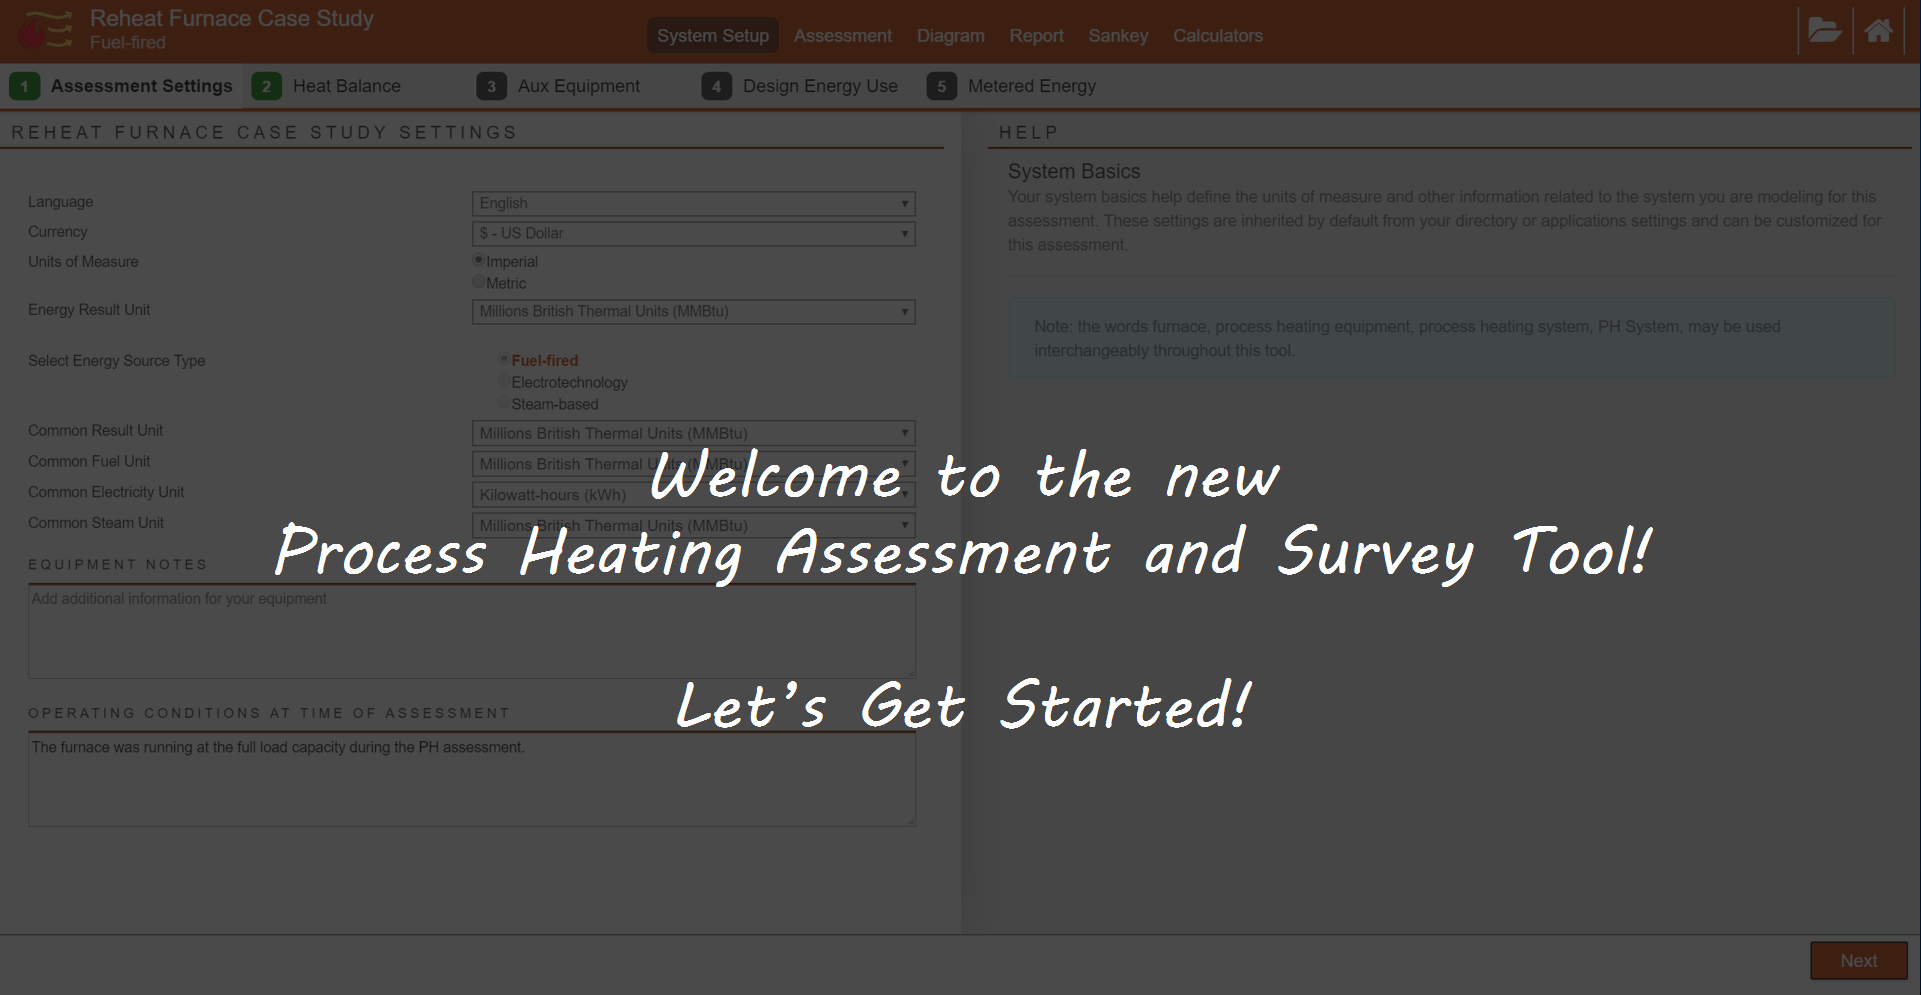 Reheat Furnace Case Study
Fuel-fired
System Setup Assessment Diagram Report Sankey Calculators
1 Assessment Settings 2 Heat Balance 3 Aux Equipment 4 Design Energy Use 5 Metered Energy
REHEAT FURNACE CASE STUDY SETTINGS
Language English
Currency $ - US Dollar
Units of Measure Imperial
Metric
Energy Result Unit Millions British Thermal Units (MMBtu)
Select Energy Source Type Fuel-fired
Electrotechnology
Steam-based
Common Result Unit Millions British Thermal Units (MMBtu)
Common Fuel Unit Millions British Thermal Units (MMBtu)
Common Electricity Unit Kilowatt-hours (kWh)
Common Steam Unit Millions British Thermal Units (MMBtu)
EQUIPMENT NOTES
Add additional information for your equipment
OPERATING CONDITIONS AT TIME OF ASSESSMENT
The furnace was running at the full load capacity during the PH assessment.
HELP
System Basics
Your system basics help define the units of measure and other information related to the system you are modeling for this
assessment. These settings are inherited by default from your directory or applications settings and can be customized for
this assessment.
Note: the words furnace, process heating equipment, process heating system, PH System, may be used
interchangeably throughout this tool.
Welcome to the new
Process Heating Assessment and Survey Tool!
Let's Get Started!
Next